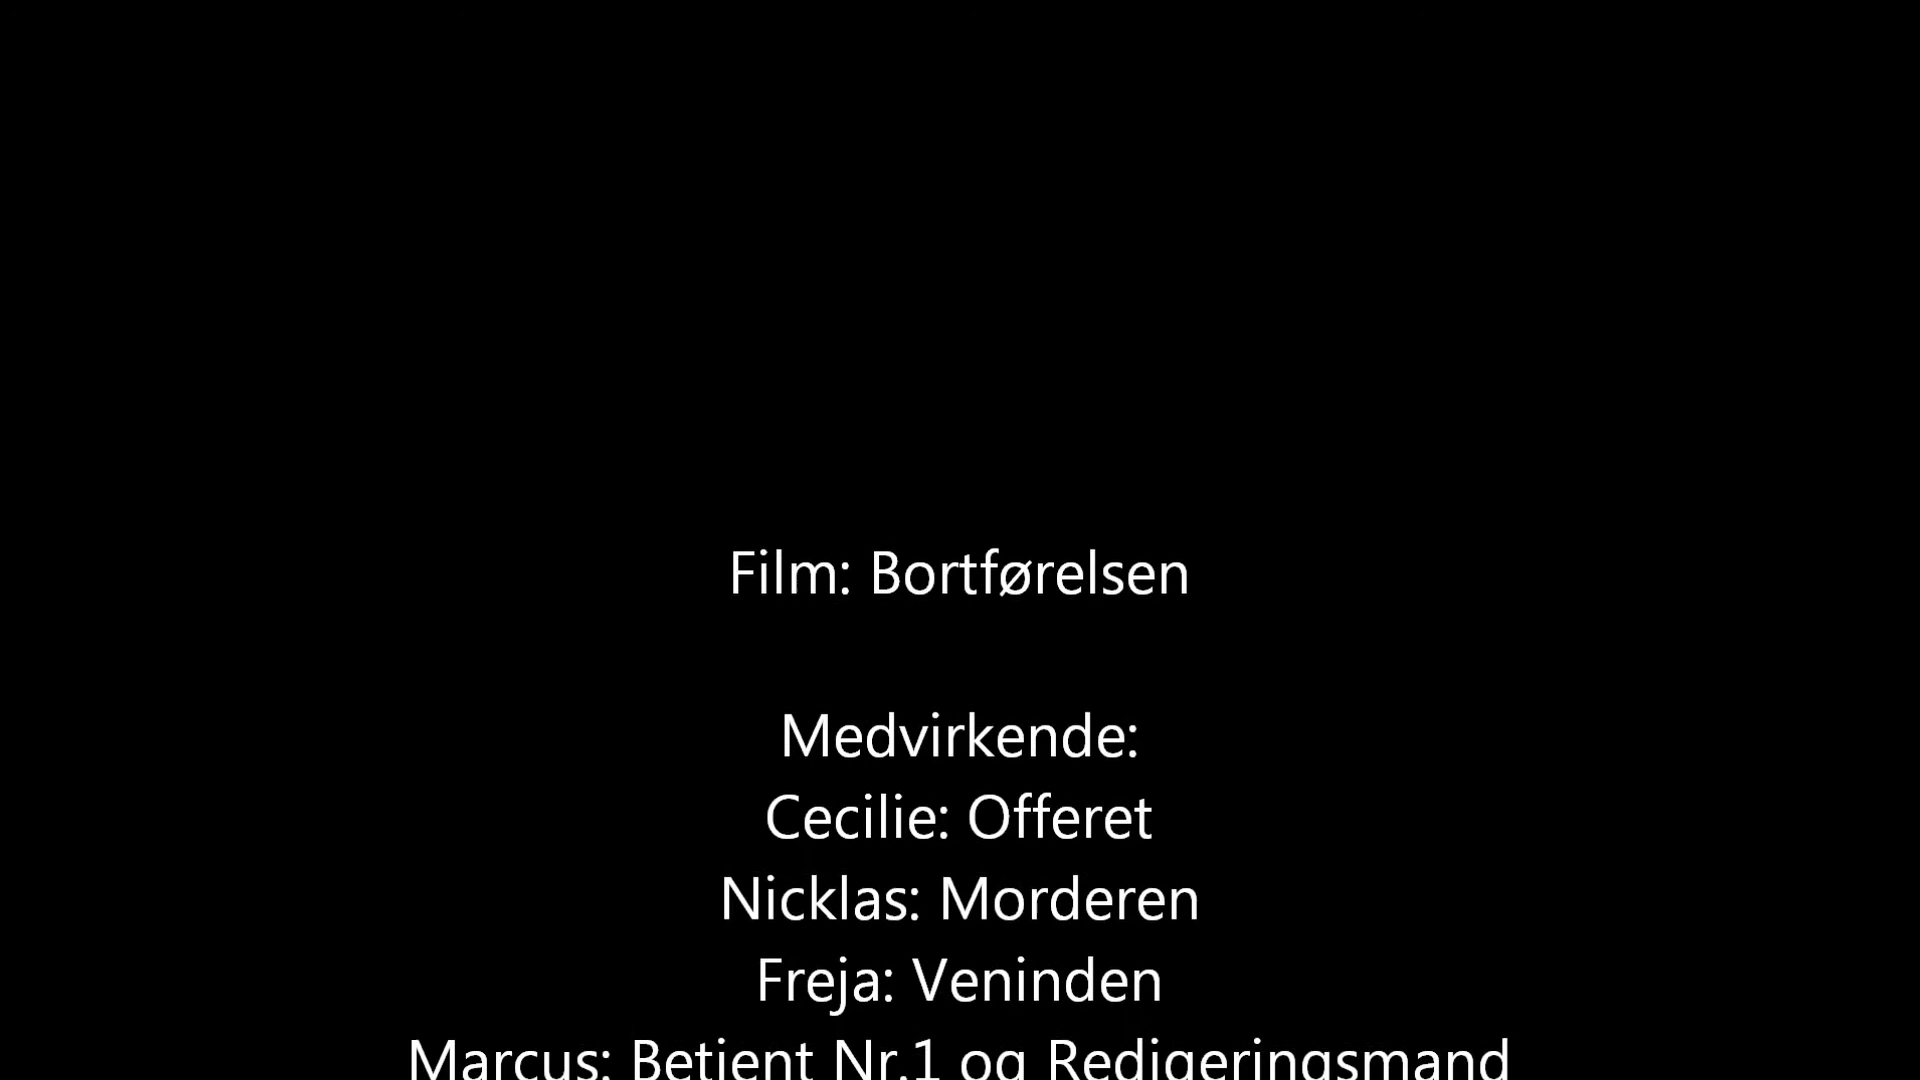 Film: Bortførelsen
Medvirkende:
Cecilie: Offeret
Nicklas: Morderen
Freja: Veninden
Marcus: Betjent Nr.1 og Redigeringsmand